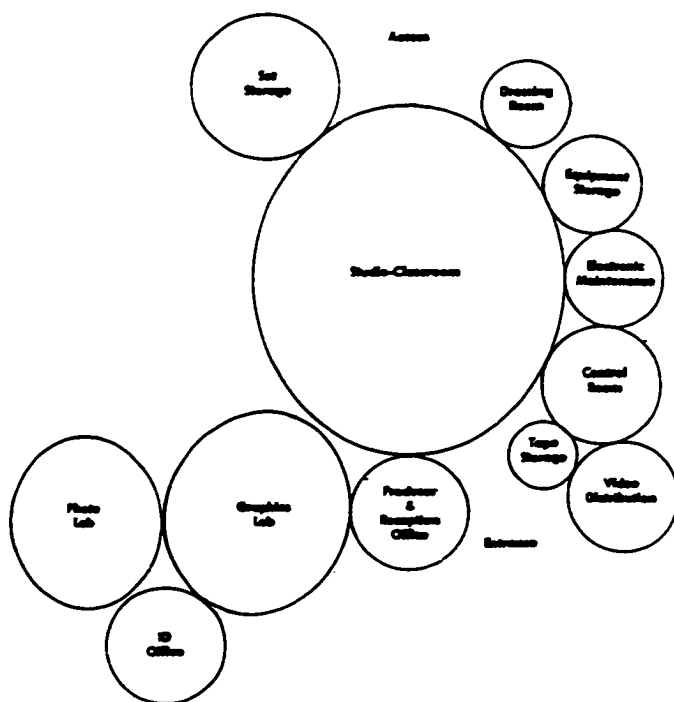 Access
Set
Storage
Dressing
Room
Equipment
Storage
Studio-Classroom
Electronic
Maintenance
Control
Room
Tape
Storage
Video
Distribution
Photo
Lab
Graphics
Lab
Producer
&
Reception
Office
Entrance
ID
Office